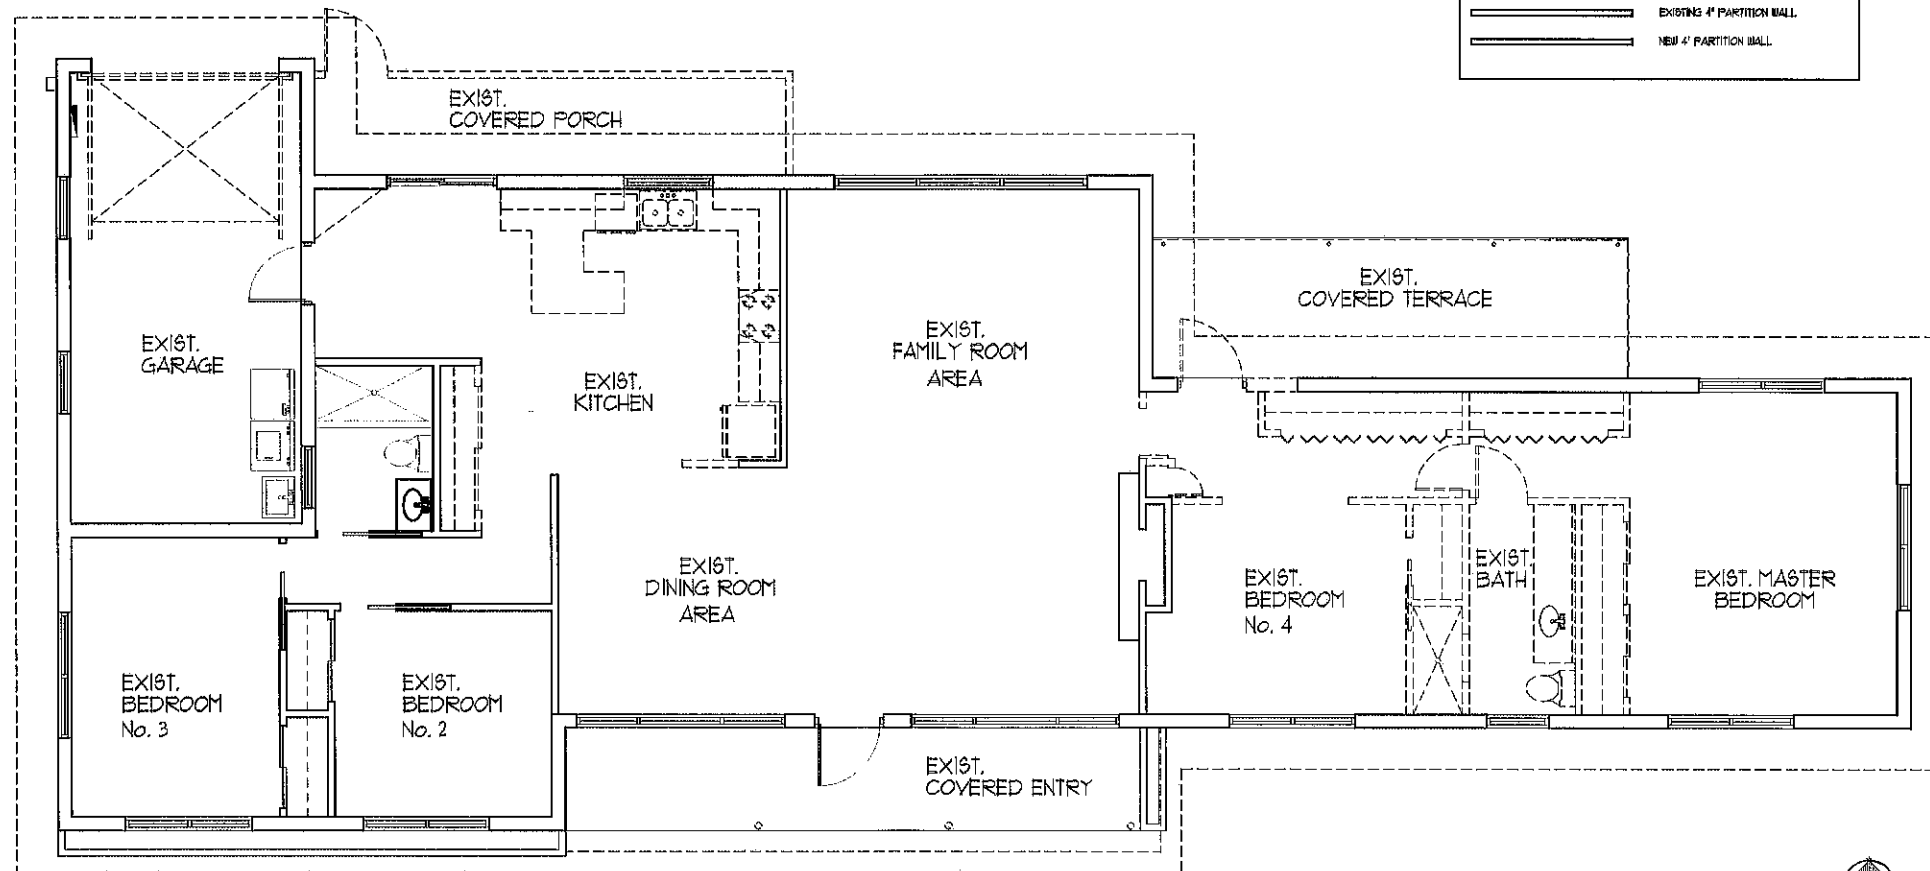 EXISTING 4" PARTITION WALL
NEW 4" PARTITION WALL
EXIST.
COVERED PORCH
EXIST.
COVERED TERRACE
EXIST.
GARAGE
EXIST.
KITCHEN
EXIST.
FAMILY ROOM
AREA
EXIST.
DINING ROOM
AREA
EXIST.
BEDROOM
No. 4
EXIST.
BATH
EXIST. MASTER
BEDROOM
EXIST.
BEDROOM
No. 3
EXIST.
BEDROOM
No. 2
EXIST.
COVERED ENTRY